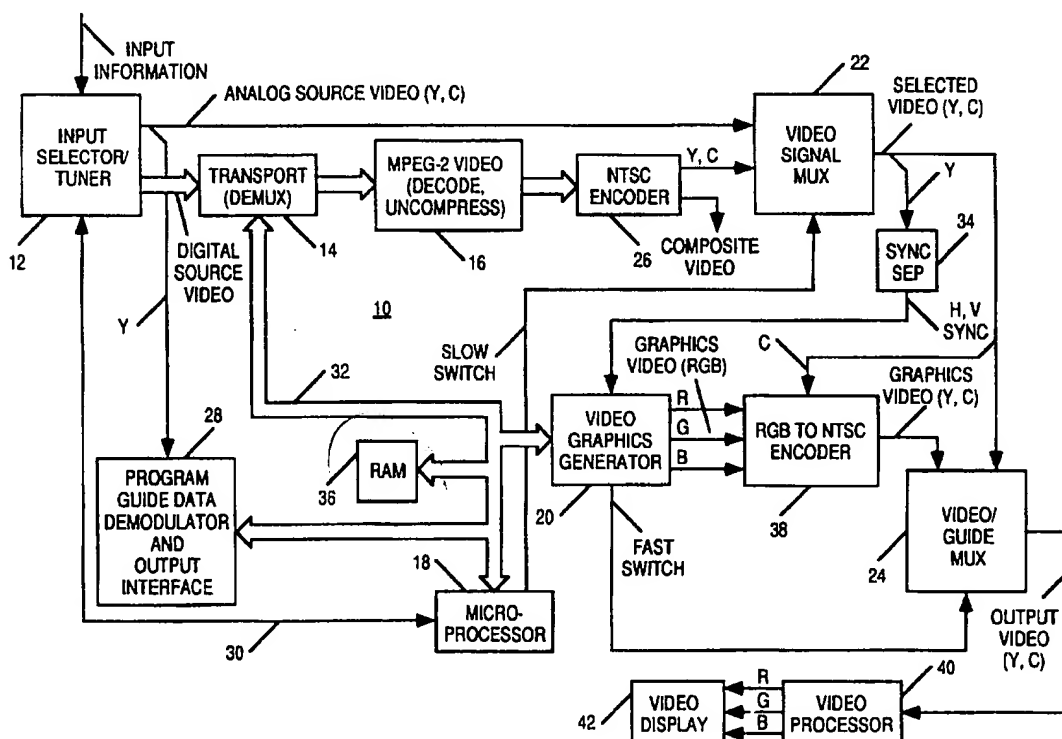 INPUT
INFORMATION
22
ANALOG SOURCE VIDEO (Y, C)
SELECTED
VIDEO (Y, C)
INPUT
SELECTOR/
TUNER
TRANSPORT
(DEMUX)
MPEG-2 VIDEO
(DECODE,
UNCOMPRESS)
NTSC
ENCODER
Y, C
VIDEO
SIGNAL
MUX
Y
12
DIGITAL
SOURCE
VIDEO
14
16
26
COMPOSITE
VIDEO
34
SYNC
SEP
10
H, V
SYNC
Y
SLOW
SWITCH
GRAPHICS
VIDEO (RGB)
C
GRAPHICS
VIDEO (Y, C)
32
28
PROGRAM
GUIDE DATA
DEMODULATOR
AND
OUTPUT
INTERFACE
36
RAM
VIDEO
GRAPHICS
GENERATOR
R
G
B
RGB TO NTSC
ENCODER
20
38
FAST
SWITCH
24
VIDEO/
GUIDE
MUX
18
MICRO-
PROCESSOR
30
OUTPUT
VIDEO
(Y, C)
42
VIDEO
DISPLAY
R
G
B
VIDEO
PROCESSOR
40